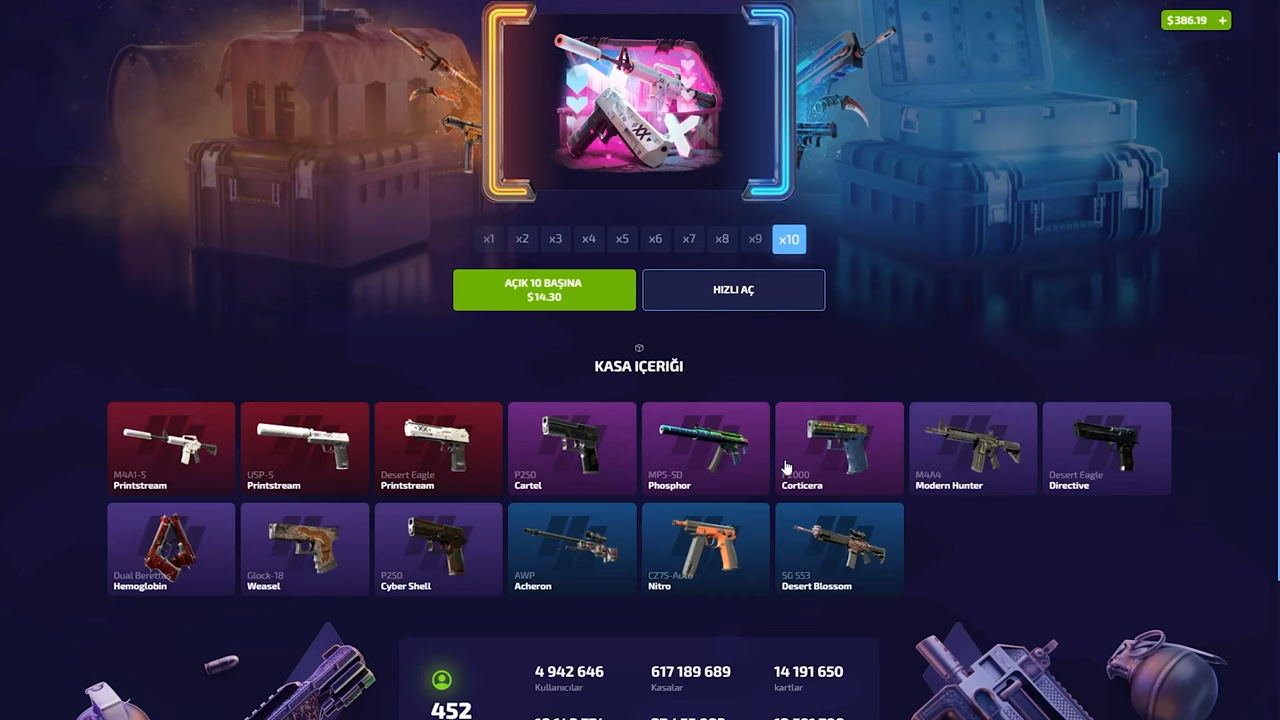 $386.19 +
x1 x2 x3 x4 x5 x6 x7 x8 x9 x10
AÇIK 10 BAŞINA
$14.30
HIZLI AÇ
KASA IÇERIĞI
M4A1-S
Printstream
USP-S
Printstream
Desert Eagle
Printstream
P250
Cartel
MP5-SD
Phosphor
P2000
Corticera
M4A4
Modern Hunter
Desert Eagle
Directive
Dual Berettas
Hemoglobin
Glock-18
Weasel
P250
Cyber Shell
AWP
Acheron
CZ75-Auto
Nitro
SG 553
Desert Blossom
452
4 942 646
Kullanıcılar
617 189 689
Kasalar
14 191 650
kartlar